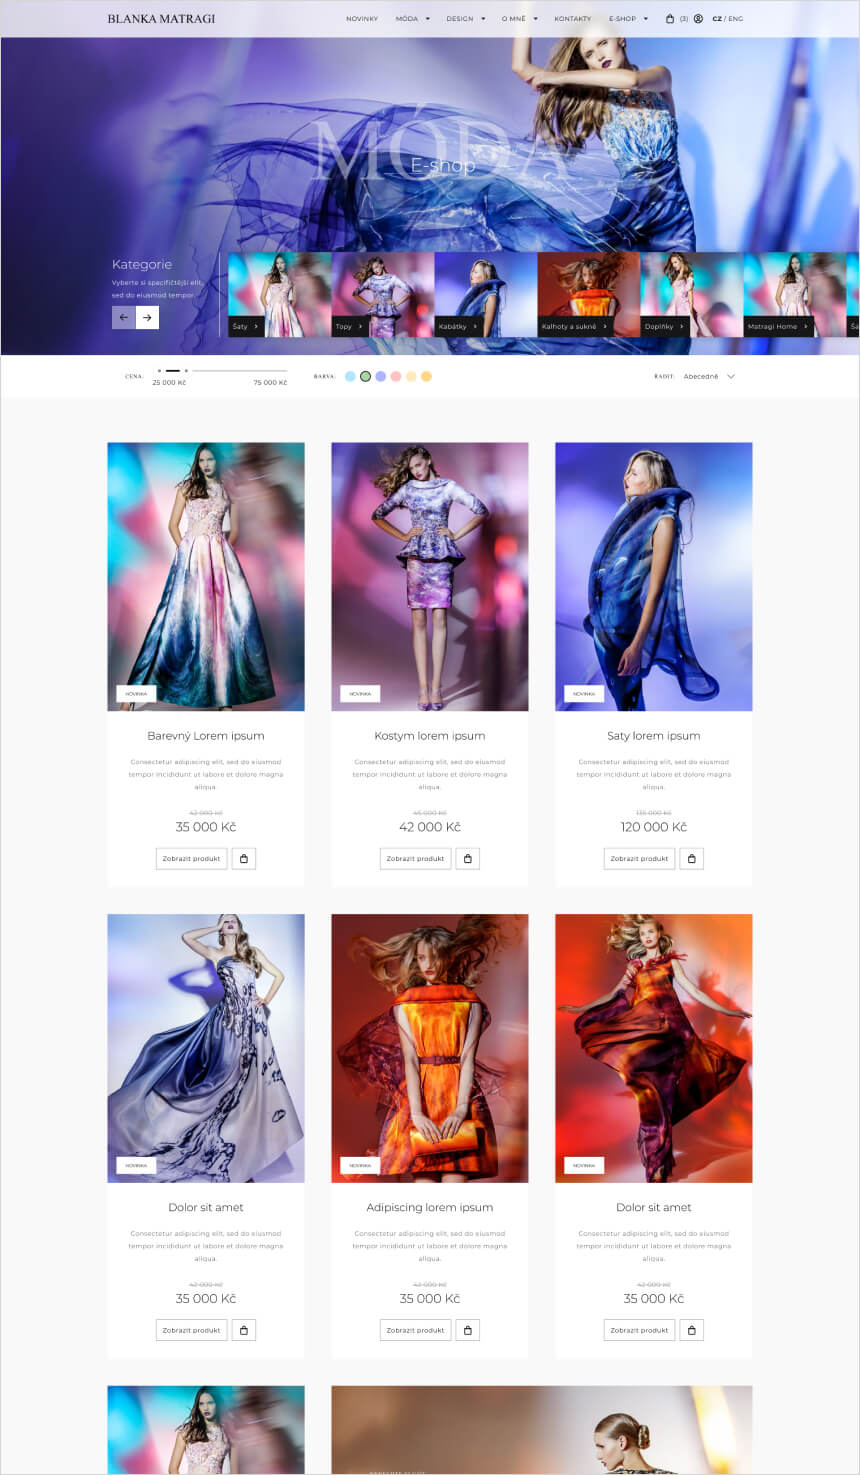 BLANKA MATRAGI
NOVINKY MÓDA DESIGN O MNĚ KONTAKTY E-SHOP (3) CZ / ENG
MÓDA
E-shop
Kategorie
Vyberte si spacifičtější elit,
sed do eiusmod tempor.
Šaty Topy Kabátky Kalhoty a sukně Doplňky Matragi Home Ša
CENA: 25 000 Kč 75 000 Kč
BARVA:
ŘADIT: Abecedně
NOVINKA NOVINKA NOVINKA
Barevný Lorem ipsum
Consectetur adipiscing elit, sed do eiusmod
tempor incididunt ut labore et dolore magna
aliqua.
42 000 Kč
35 000 Kč
Zobrazit produkt
Kostym lorem ipsum
Consectetur adipiscing elit, sed do eiusmod
tempor incididunt ut labore et dolore magna
aliqua.
45 000 Kč
42 000 Kč
Zobrazit produkt
Saty lorem ipsum
Consectetur adipiscing elit, sed do eiusmod
tempor incididunt ut labore et dolore magna
aliqua.
135 000 Kč
120 000 Kč
Zobrazit produkt
NOVINKA NOVINKA NOVINKA
Dolor sit amet
Consectetur adipiscing elit, sed do eiusmod
tempor incididunt ut labore et dolore magna
aliqua.
42 000 Kč
35 000 Kč
Zobrazit produkt
Adipiscing lorem ipsum
Consectetur adipiscing elit, sed do eiusmod
tempor incididunt ut labore et dolore magna
aliqua.
42 000 Kč
35 000 Kč
Zobrazit produkt
Dolor sit amet
Consectetur adipiscing elit, sed do eiusmod
tempor incididunt ut labore et dolore magna
aliqua.
42 000 Kč
35 000 Kč
Zobrazit produkt